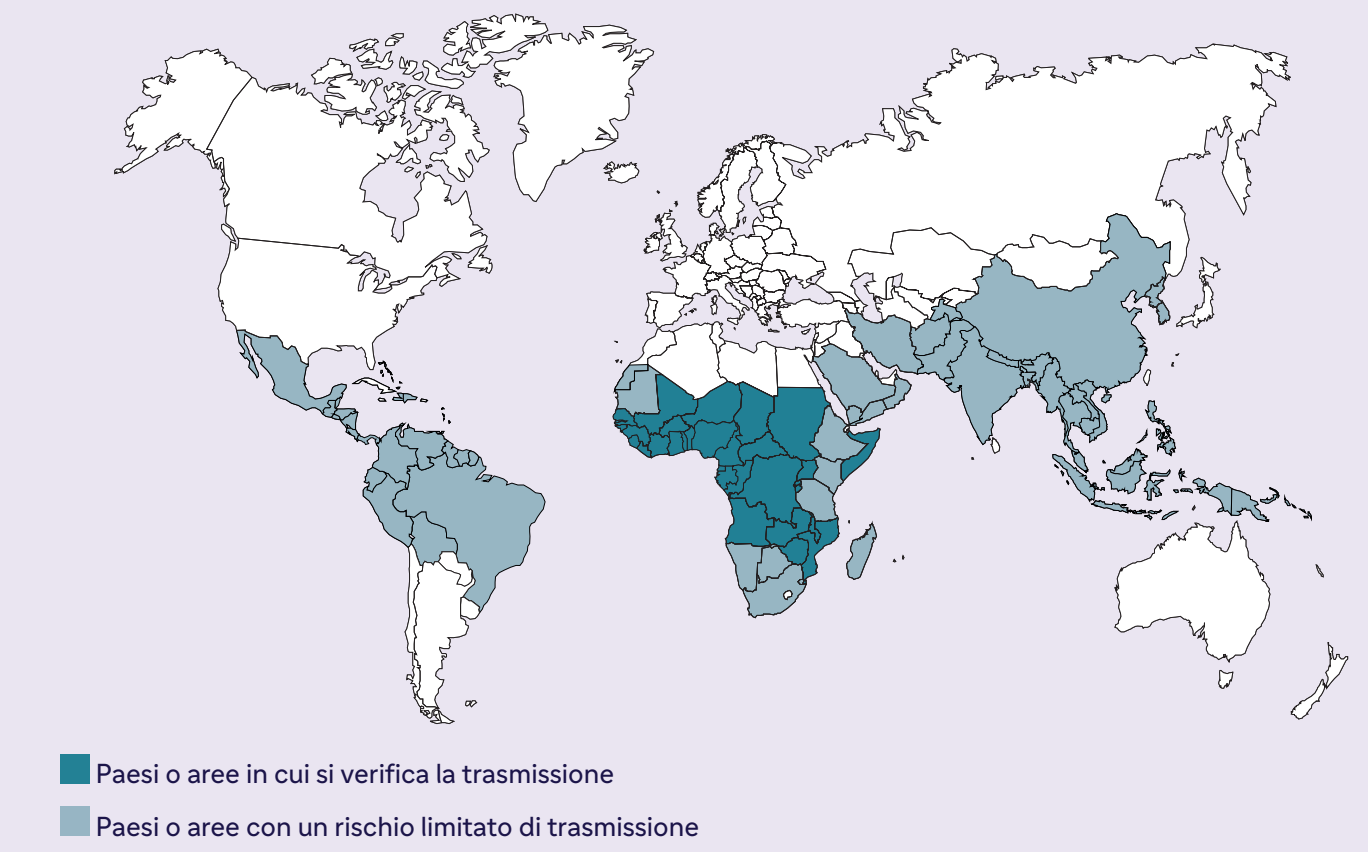 Paesi o aree in cui si verifica la trasmissione
Paesi o aree con un rischio limitato di trasmissione